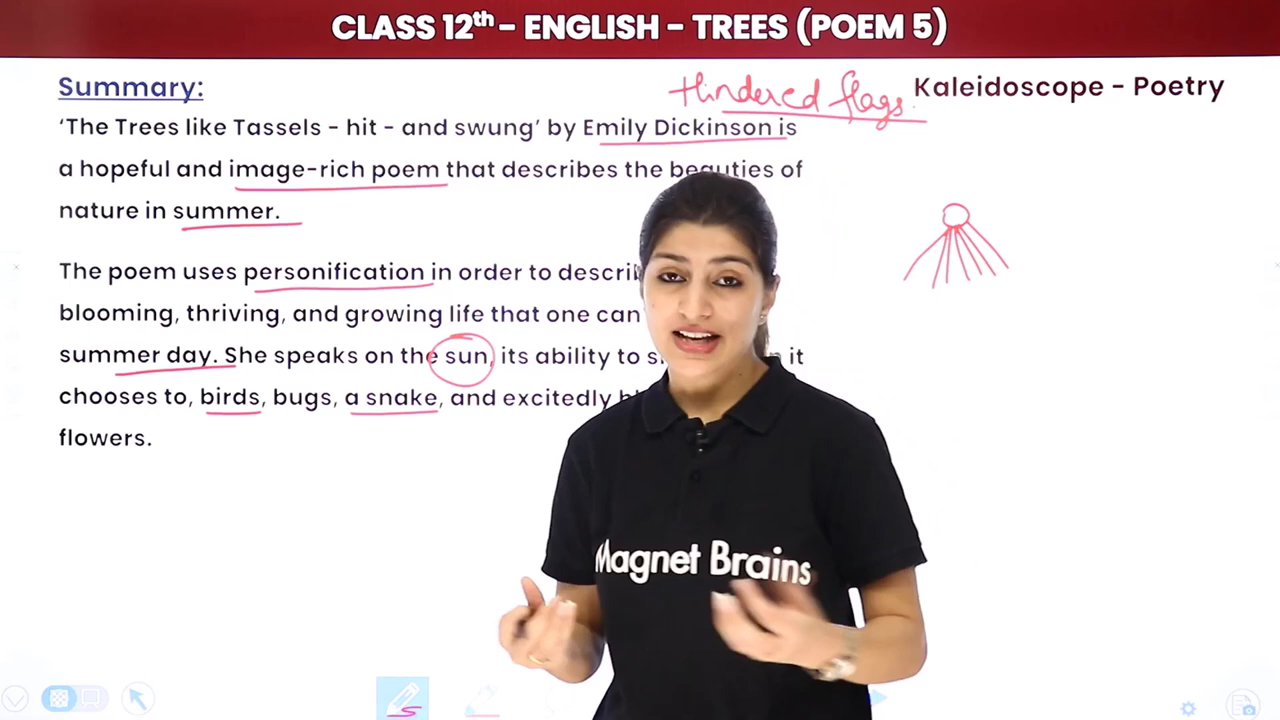 CLASS 12th – ENGLISH – TREES (POEM 5)
Summary:
Hindered flags.
Kaleidoscope – Poetry
‘The Trees like Tassels – hit – and swung’ by Emily Dickinson is
a hopeful and image-rich poem that describes the beauties of
nature in summer.
The poem uses personification in order to
blooming, thriving, and growing life that one can
summer day. She speaks on the sun, its ability to it
chooses to, birds, bugs, a snake, and excitedly
flowers.
Magnet Brains